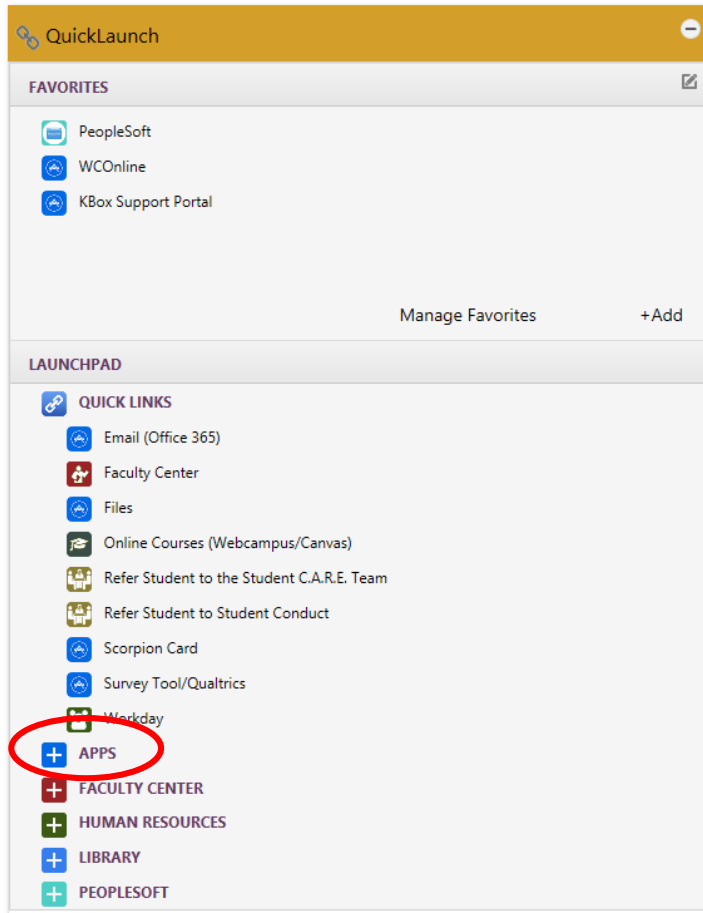 QuickLaunch
FAVORITES
PeopleSoft
WCOnline
KBox Support Portal
Manage Favorites +Add
LAUNCHPAD
QUICK LINKS
Email (Office 365)
Faculty Center
Files
Online Courses (Webcampus/Canvas)
Refer Student to the Student C.A.R.E. Team
Refer Student to Student Conduct
Scorpion Card
Survey Tool/Qualtrics
Workday
APPS
FACULTY CENTER
HUMAN RESOURCES
LIBRARY
PEOPLESOFT